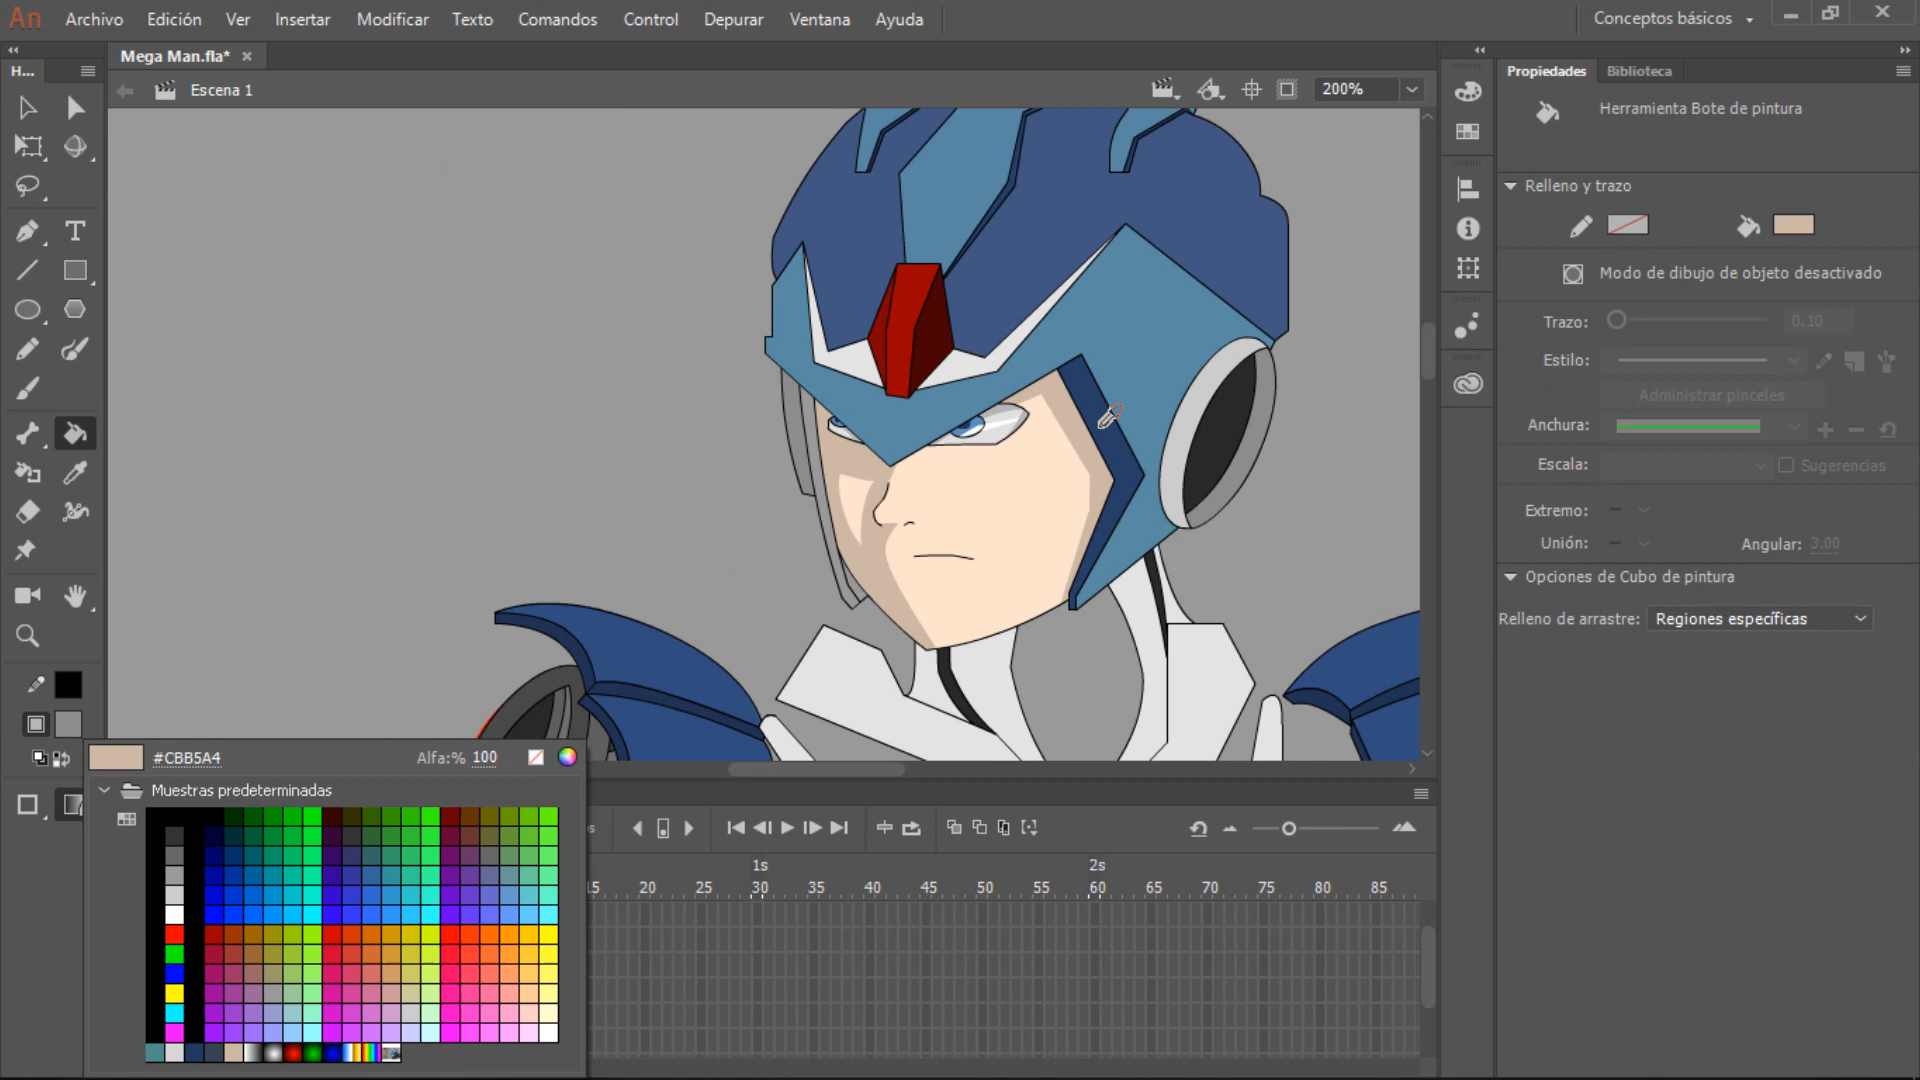 An Archivo Edición Ver Insertar Modificar Texto Comandos Control Depurar Ventana Ayuda Conceptos básicos
H... Mega Man.fla*
Escena 1 200%
Propiedades Biblioteca
Herramienta Bote de pintura
Relleno y trazo
Modo de dibujo de objeto desactivado
Trazo: 0.10
Estilo:
Administrar pinceles
Anchura:
Escala: Sugerencias
Extremo:
Unión: Angular: 3.00
Opciones de Cubo de pintura
Relleno de arrastre: Regiones específicas
#CBB5A4 Alfa:% 100
Muestras predeterminadas
1s 2s
15 20 25 30 35 40 45 50 55 60 65 70 75 80 85